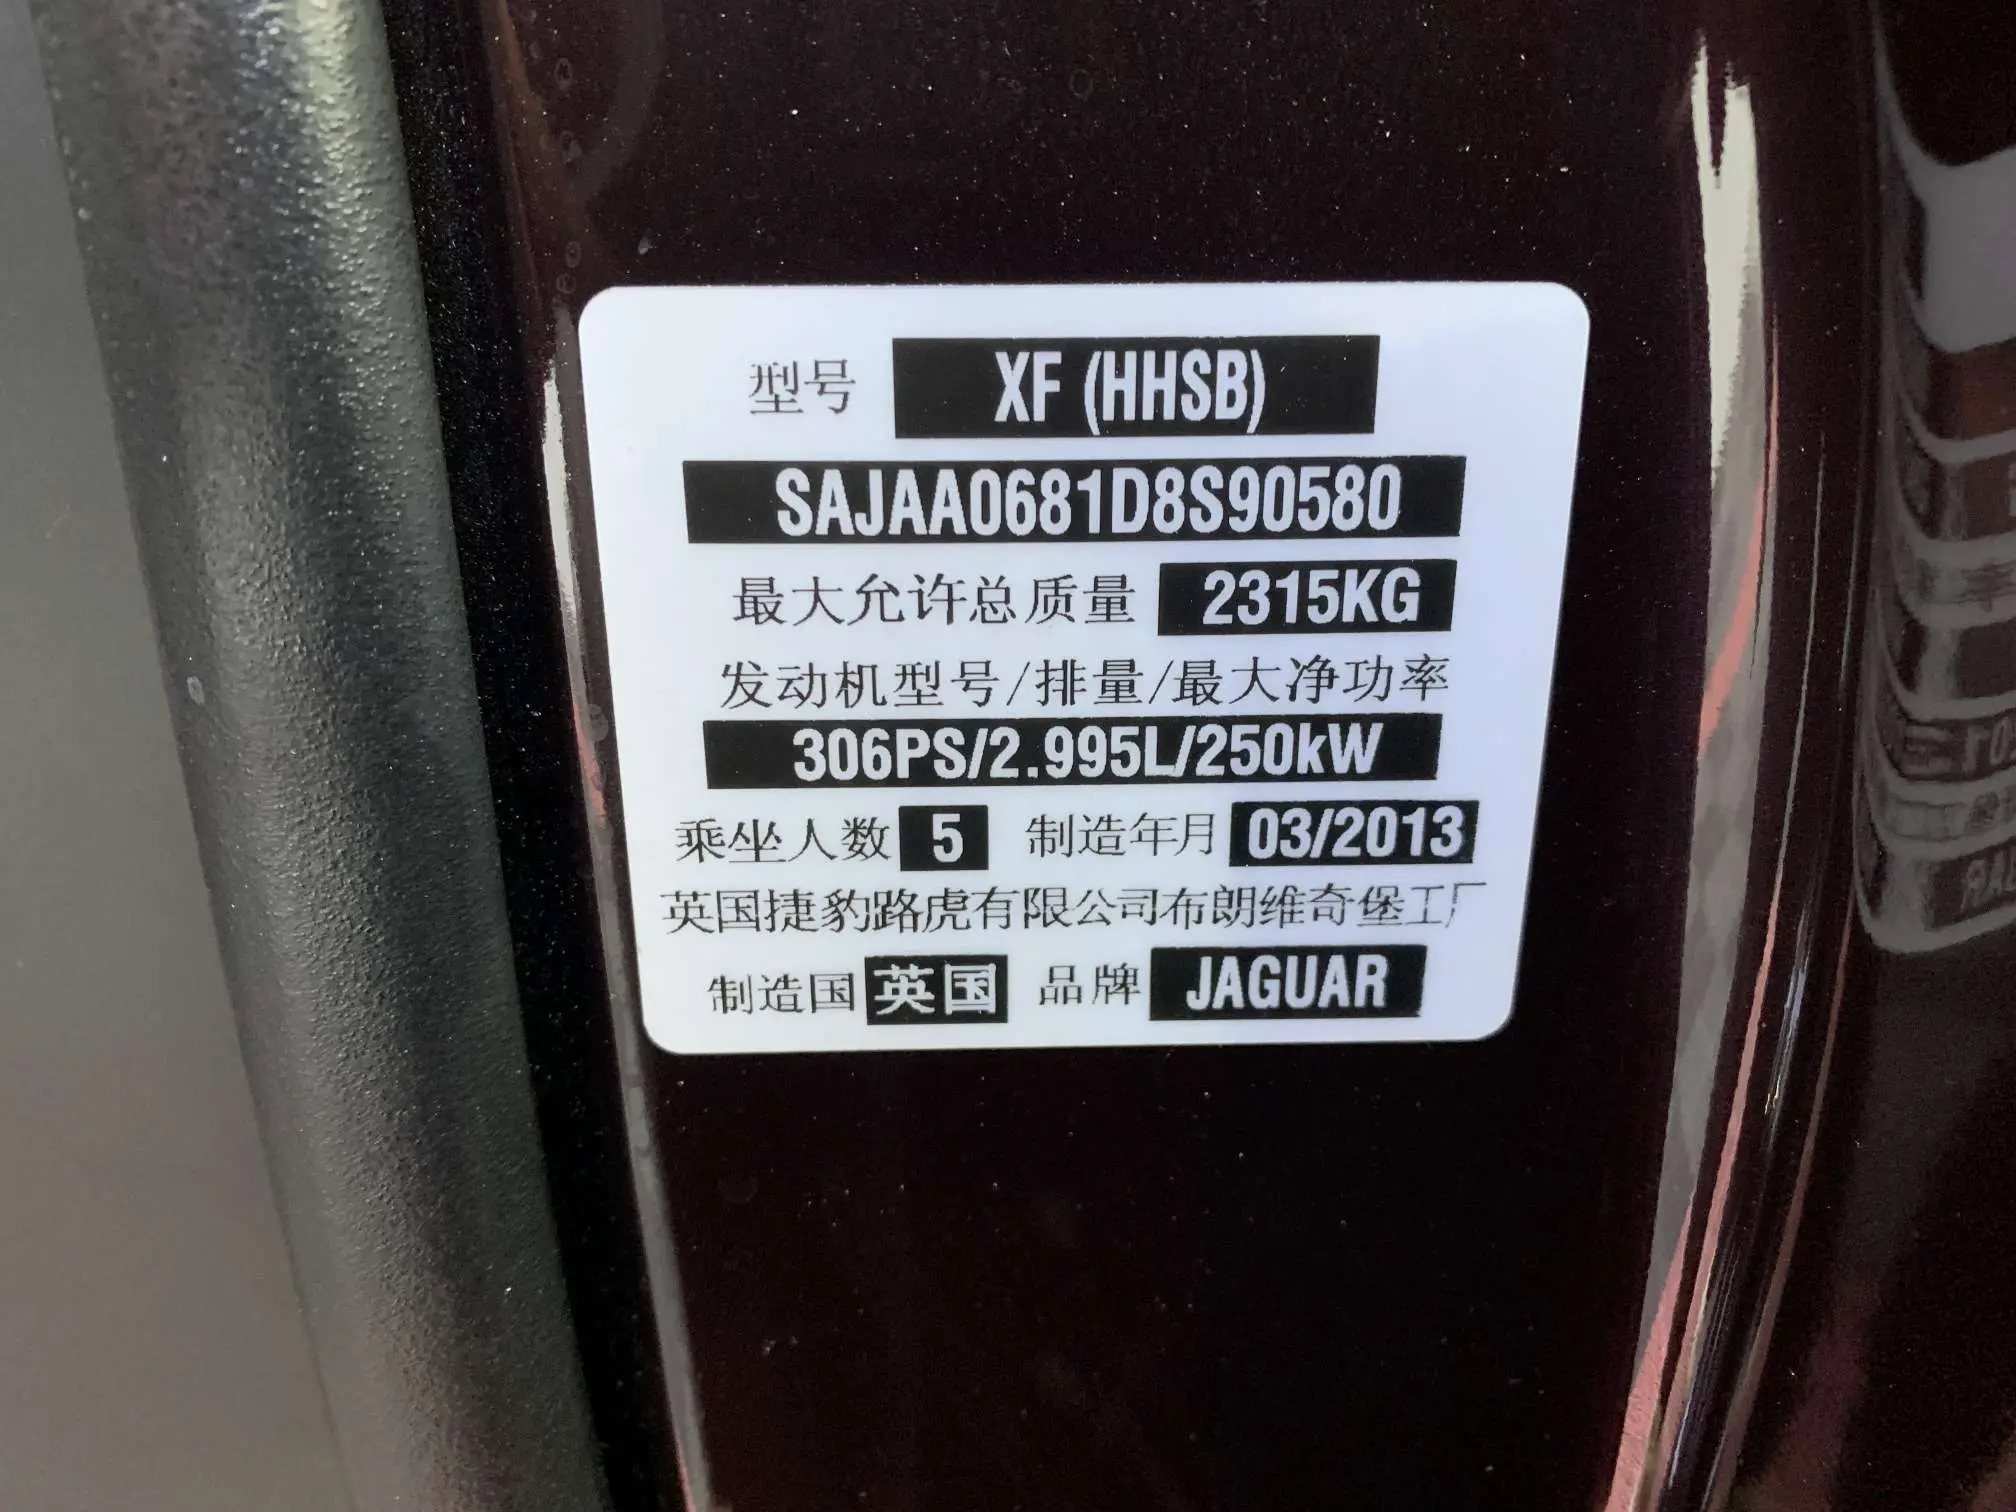 型号 XF (HHSB)
SAJAA0681D8S90580
最大允许总质量 2315KG
发动机型号/排量/最大净功率
306PS/2.995L/250kW
乘坐人数 5 制造年月 03/2013
英国捷豹路虎有限公司布朗维奇堡工厂
制造国 英国 品牌 JAGUAR